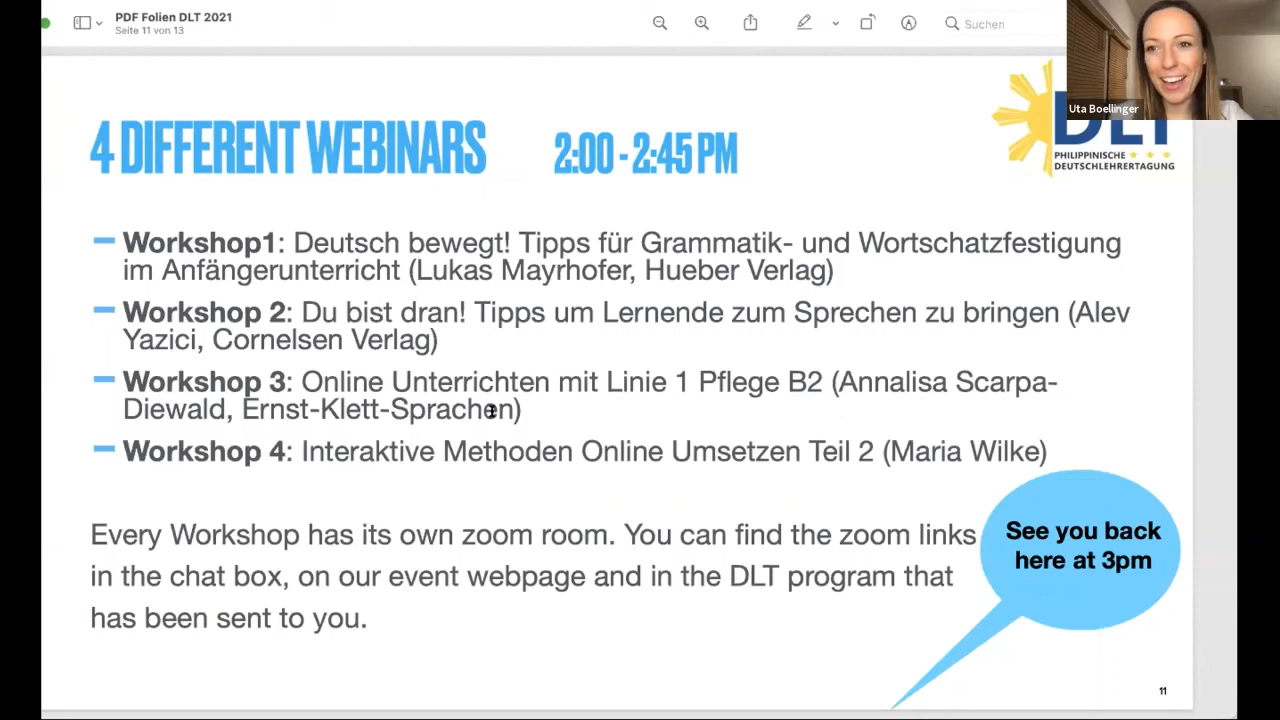 PDF Folien DLT 2021
Seite 11 von 13
Suchen
Uta Boellinger
4 DIFFERENT WEBINARS 2:00 - 2:45 PM
DLT
PHILIPPINISCHE
DEUTSCHLEHRERTAGUNG
Workshop1: Deutsch bewegt! Tipps für Grammatik- und Wortschatzfestigung
im Anfängerunterricht (Lukas Mayrhofer, Hueber Verlag)
Workshop 2: Du bist dran! Tipps um Lernende zum Sprechen zu bringen (Alev
Yazici, Cornelsen Verlag)
Workshop 3: Online Unterrichten mit Linie 1 Pflege B2 (Annalisa Scarpa-
Diewald, Ernst-Klett-Sprachen)
Workshop 4: Interaktive Methoden Online Umsetzen Teil 2 (Maria Wilke)
Every Workshop has its own zoom room. You can find the zoom links
in the chat box, on our event webpage and in the DLT program that
has been sent to you.
See you back
here at 3pm
11